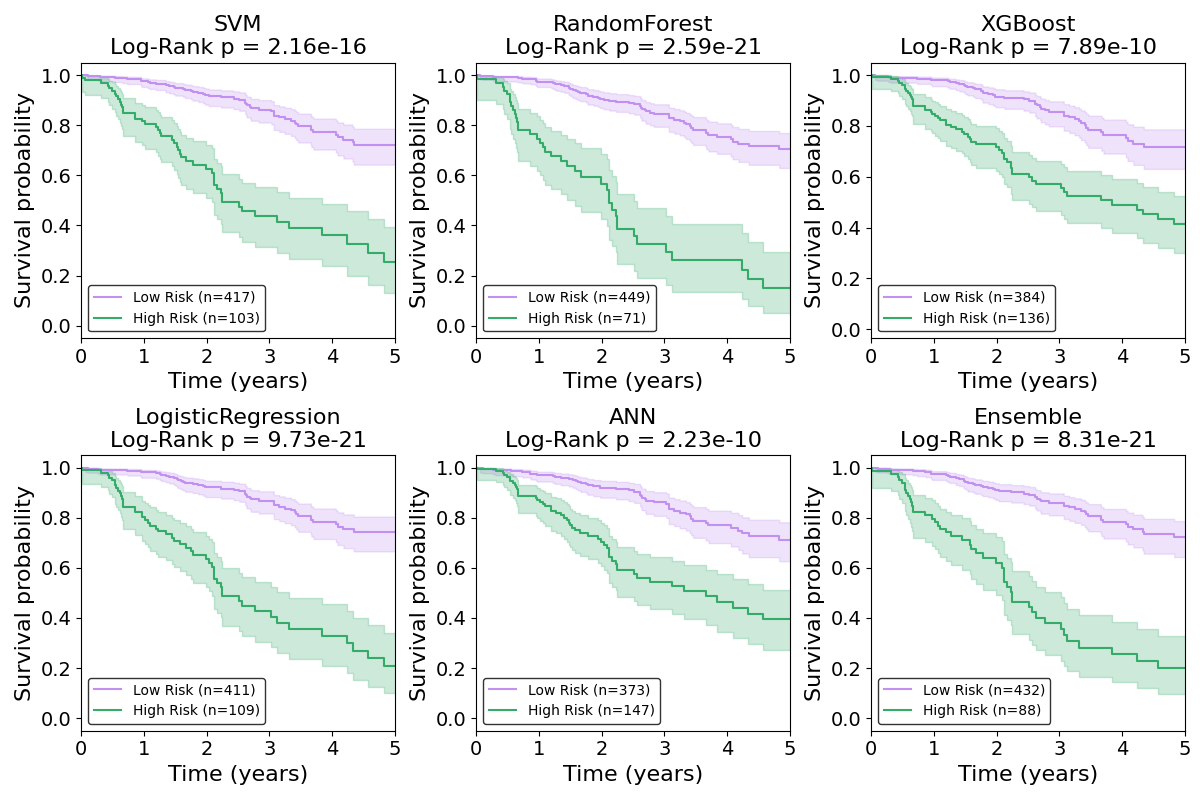 SVM
Log-Rank p = 2.16e-16
Survival probability
1.0
0.8
0.6
0.4
0.2
0.0
Low Risk (n=417)
High Risk (n=103)
0 1 2 3 4 5
Time (years)
RandomForest
Log-Rank p = 2.59e-21
Survival probability
1.0
0.8
0.6
0.4
0.2
0.0
Low Risk (n=449)
High Risk (n=71)
0 1 2 3 4 5
Time (years)
XGBoost
Log-Rank p = 7.89e-10
Survival probability
1.0
0.8
0.6
0.4
0.2
0.0
Low Risk (n=384)
High Risk (n=136)
0 1 2 3 4 5
Time (years)
LogisticRegression
Log-Rank p = 9.73e-21
Survival probability
1.0
0.8
0.6
0.4
0.2
0.0
Low Risk (n=411)
High Risk (n=109)
0 1 2 3 4 5
Time (years)
ANN
Log-Rank p = 2.23e-10
Survival probability
1.0
0.8
0.6
0.4
0.2
0.0
Low Risk (n=373)
High Risk (n=147)
0 1 2 3 4 5
Time (years)
Ensemble
Log-Rank p = 8.31e-21
Survival probability
1.0
0.8
0.6
0.4
0.2
0.0
Low Risk (n=432)
High Risk (n=88)
0 1 2 3 4 5
Time (years)